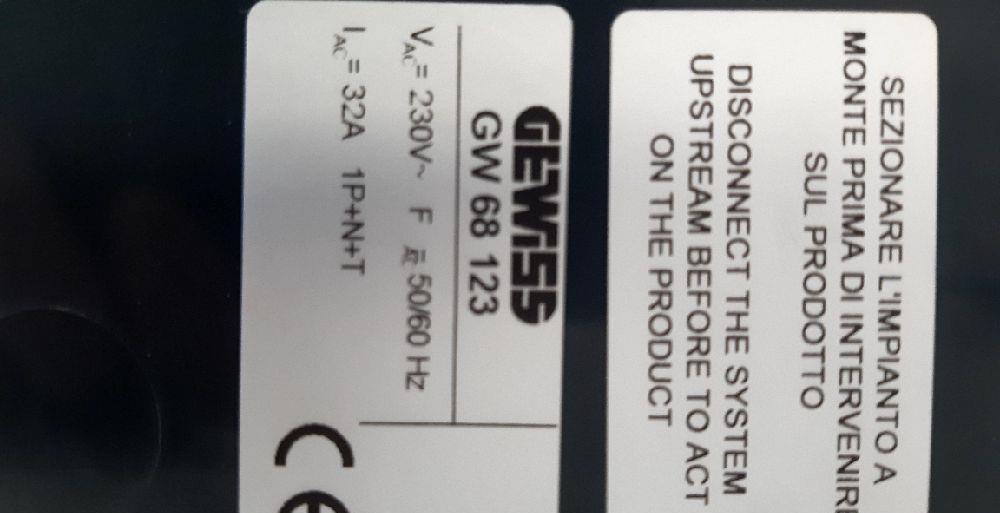 SEZIONARE L'IMPIANTO A
MONTE PRIMA DI INTERVENIRE
SUL PRODOTTO
DISCONNECT THE SYSTEM
UPSTREAM BEFORE TO ACT
ON THE PRODUCT
GEWISS
GW 68 123
VAC= 230V~ F AC= 50/60 Hz
IAC= 32A 1P+N+T
CE